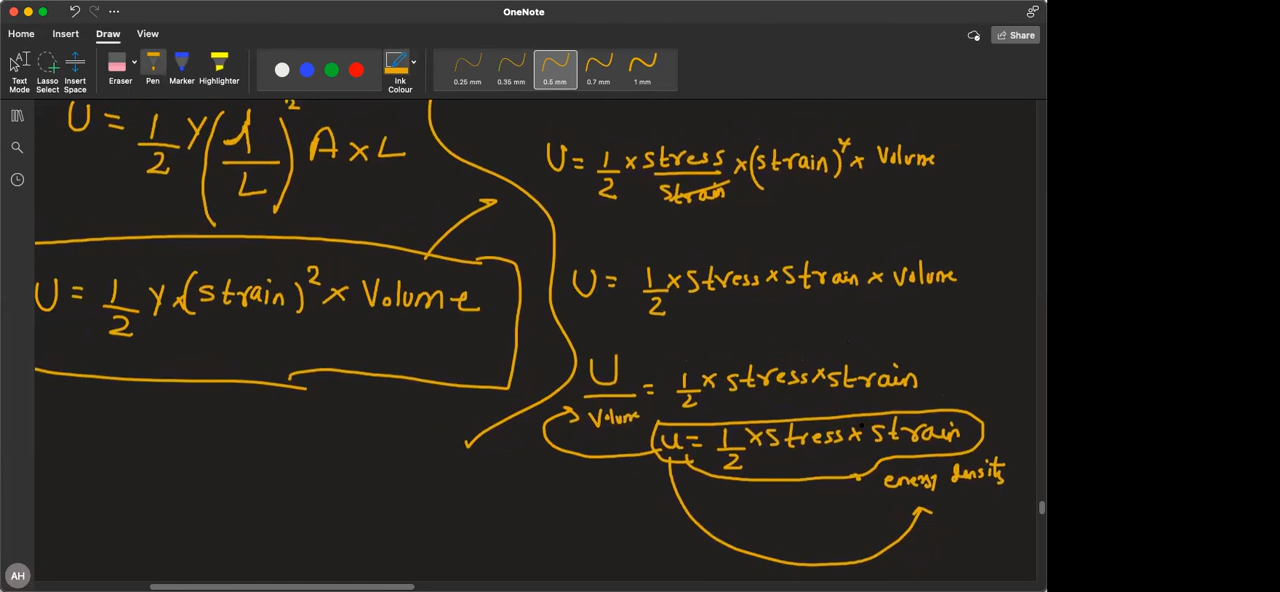 OneNote
Home Insert Draw View
Share
Text Mode
Lasso Select
Insert Space
Eraser
Pen
Marker
Highlighter
Ink Colour
0.25 mm 0.35 mm 0.5 mm 0.7 mm 1 mm
U = 1/2 Y (l/L)^2 A × L
U = 1/2 Y × (strain)^2 × Volume
U = 1/2 × stress/strain × (strain)^2 × Volume
U = 1/2 × stress × strain × volume
U/Volume = 1/2 × stress × strain
u = 1/2 × stress × strain
energy density
AH